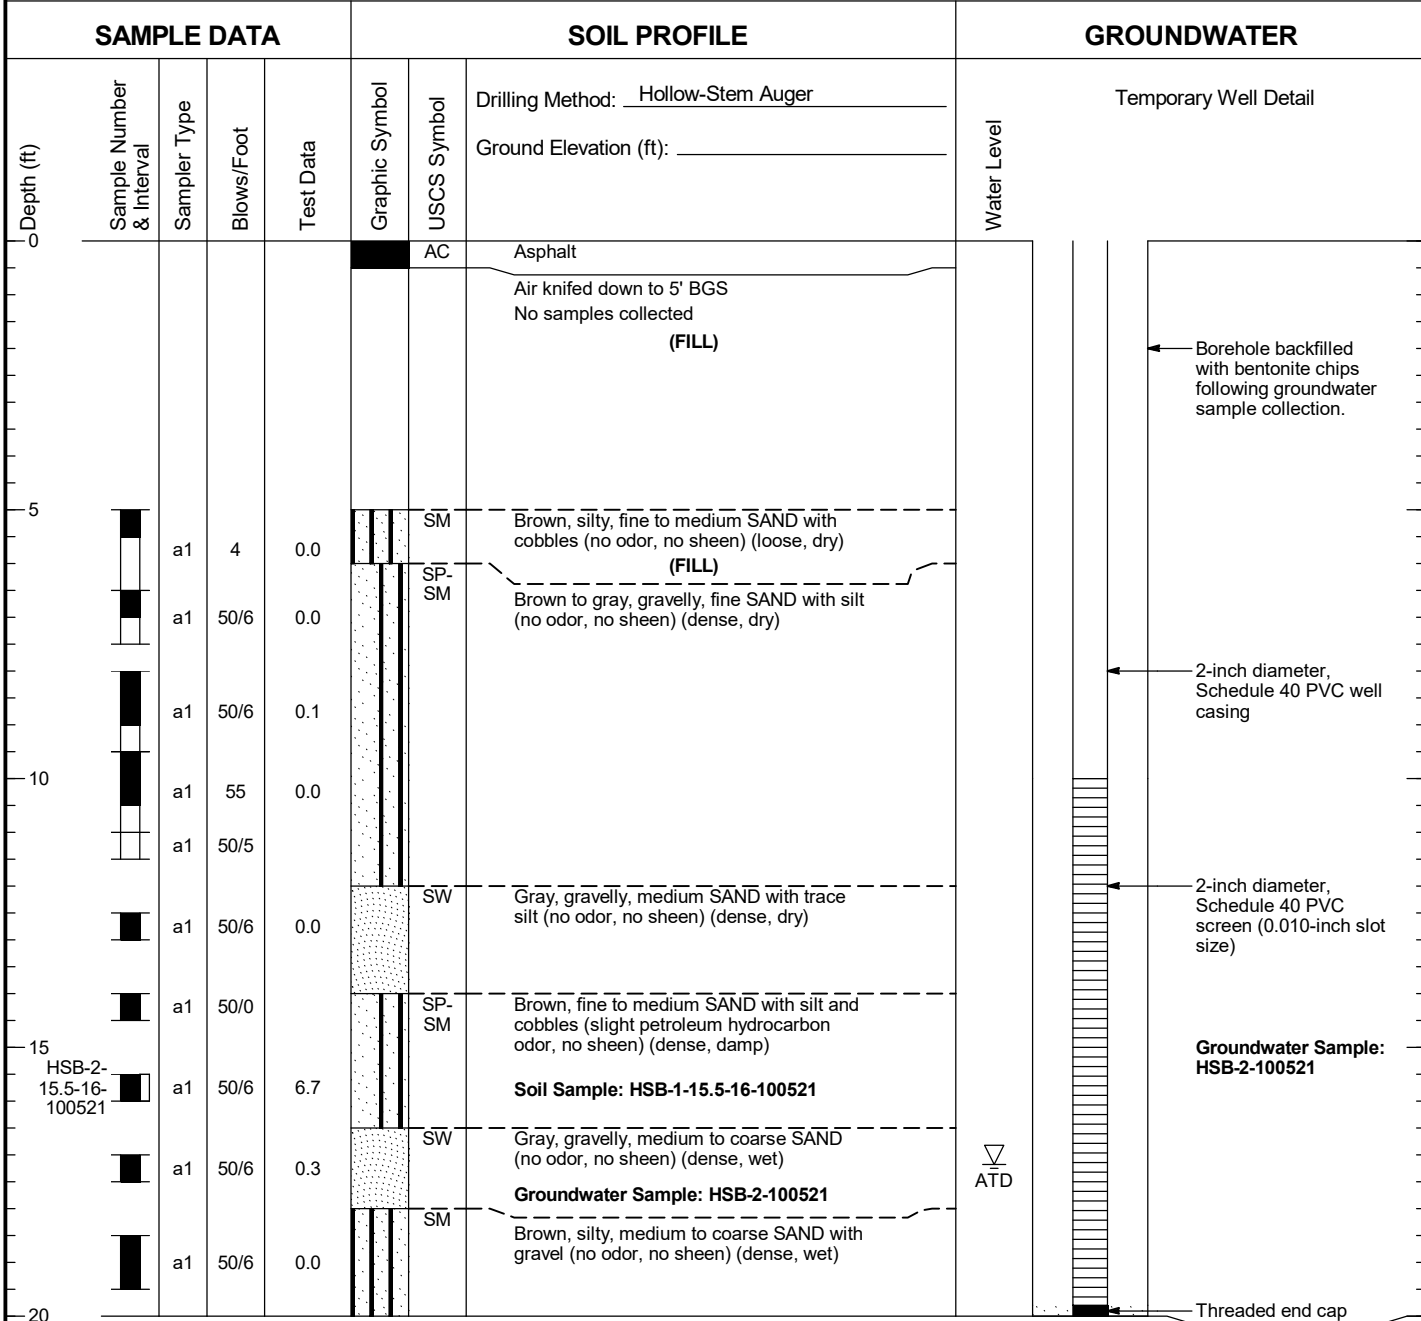 SAMPLE DATA
SOIL PROFILE
GROUNDWATER
Depth (ft)
Sample Number
& Interval
Sampler Type
Blows/Foot
Test Data
Graphic Symbol
USCS Symbol
Drilling Method: Hollow-Stem Auger
Ground Elevation (ft):
Water Level
Temporary Well Detail
0
AC
Asphalt
Air knifed down to 5' BGS
No samples collected
(FILL)
Borehole backfilled
with bentonite chips
following groundwater
sample collection.
5
a1 4 0.0
SM
Brown, silty, fine to medium SAND with
cobbles (no odor, no sheen) (loose, dry)
(FILL)
a1 50/6 0.0
SP-
SM
Brown to gray, gravelly, fine SAND with silt
(no odor, no sheen) (dense, dry)
a1 50/6 0.1
2-inch diameter,
Schedule 40 PVC well
casing
10
a1 55 0.0
a1 50/5
SW
Gray, gravelly, medium SAND with trace
silt (no odor, no sheen) (dense, dry)
a1 50/6 0.0
2-inch diameter,
Schedule 40 PVC
screen (0.010-inch slot
size)
a1 50/0
SP-
SM
Brown, fine to medium SAND with silt and
cobbles (slight petroleum hydrocarbon
odor, no sheen) (dense, damp)
15
HSB-2-
15.5-16-
100521
a1 50/6 6.7
Soil Sample: HSB-1-15.5-16-100521
Groundwater Sample:
HSB-2-100521
SW
Gray, gravelly, medium to coarse SAND
(no odor, no sheen) (dense, wet)
a1 50/6 0.3
Groundwater Sample: HSB-2-100521
ATD
SM
Brown, silty, medium to coarse SAND with
gravel (no odor, no sheen) (dense, wet)
a1 50/6 0.0
20
Threaded end cap